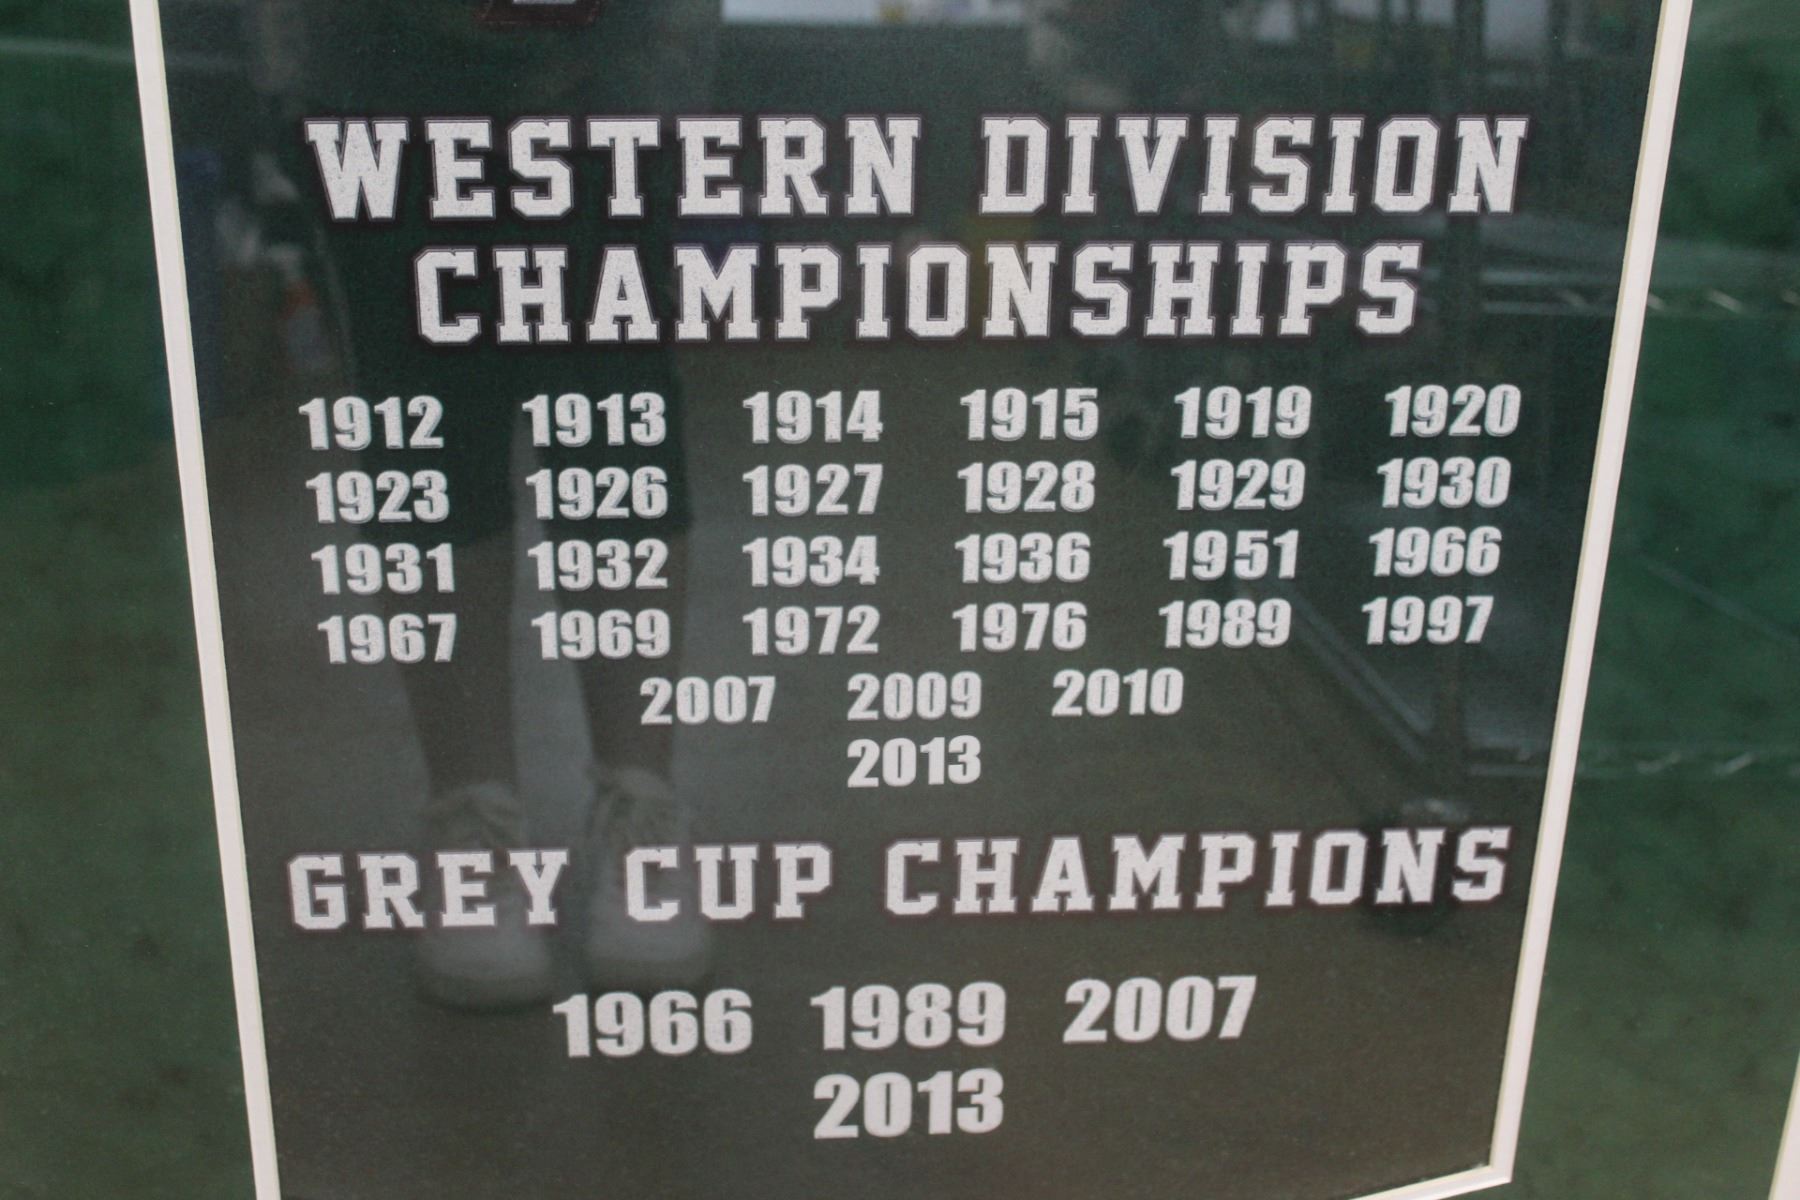 WESTERN DIVISION
CHAMPIONSHIPS
1912 1913 1914 1915 1919 1920
1923 1926 1927 1928 1929 1930
1931 1932 1934 1936 1951 1966
1967 1969 1972 1976 1989 1997
2007 2009 2010
2013
GREY CUP CHAMPIONS
1966 1989 2007
2013